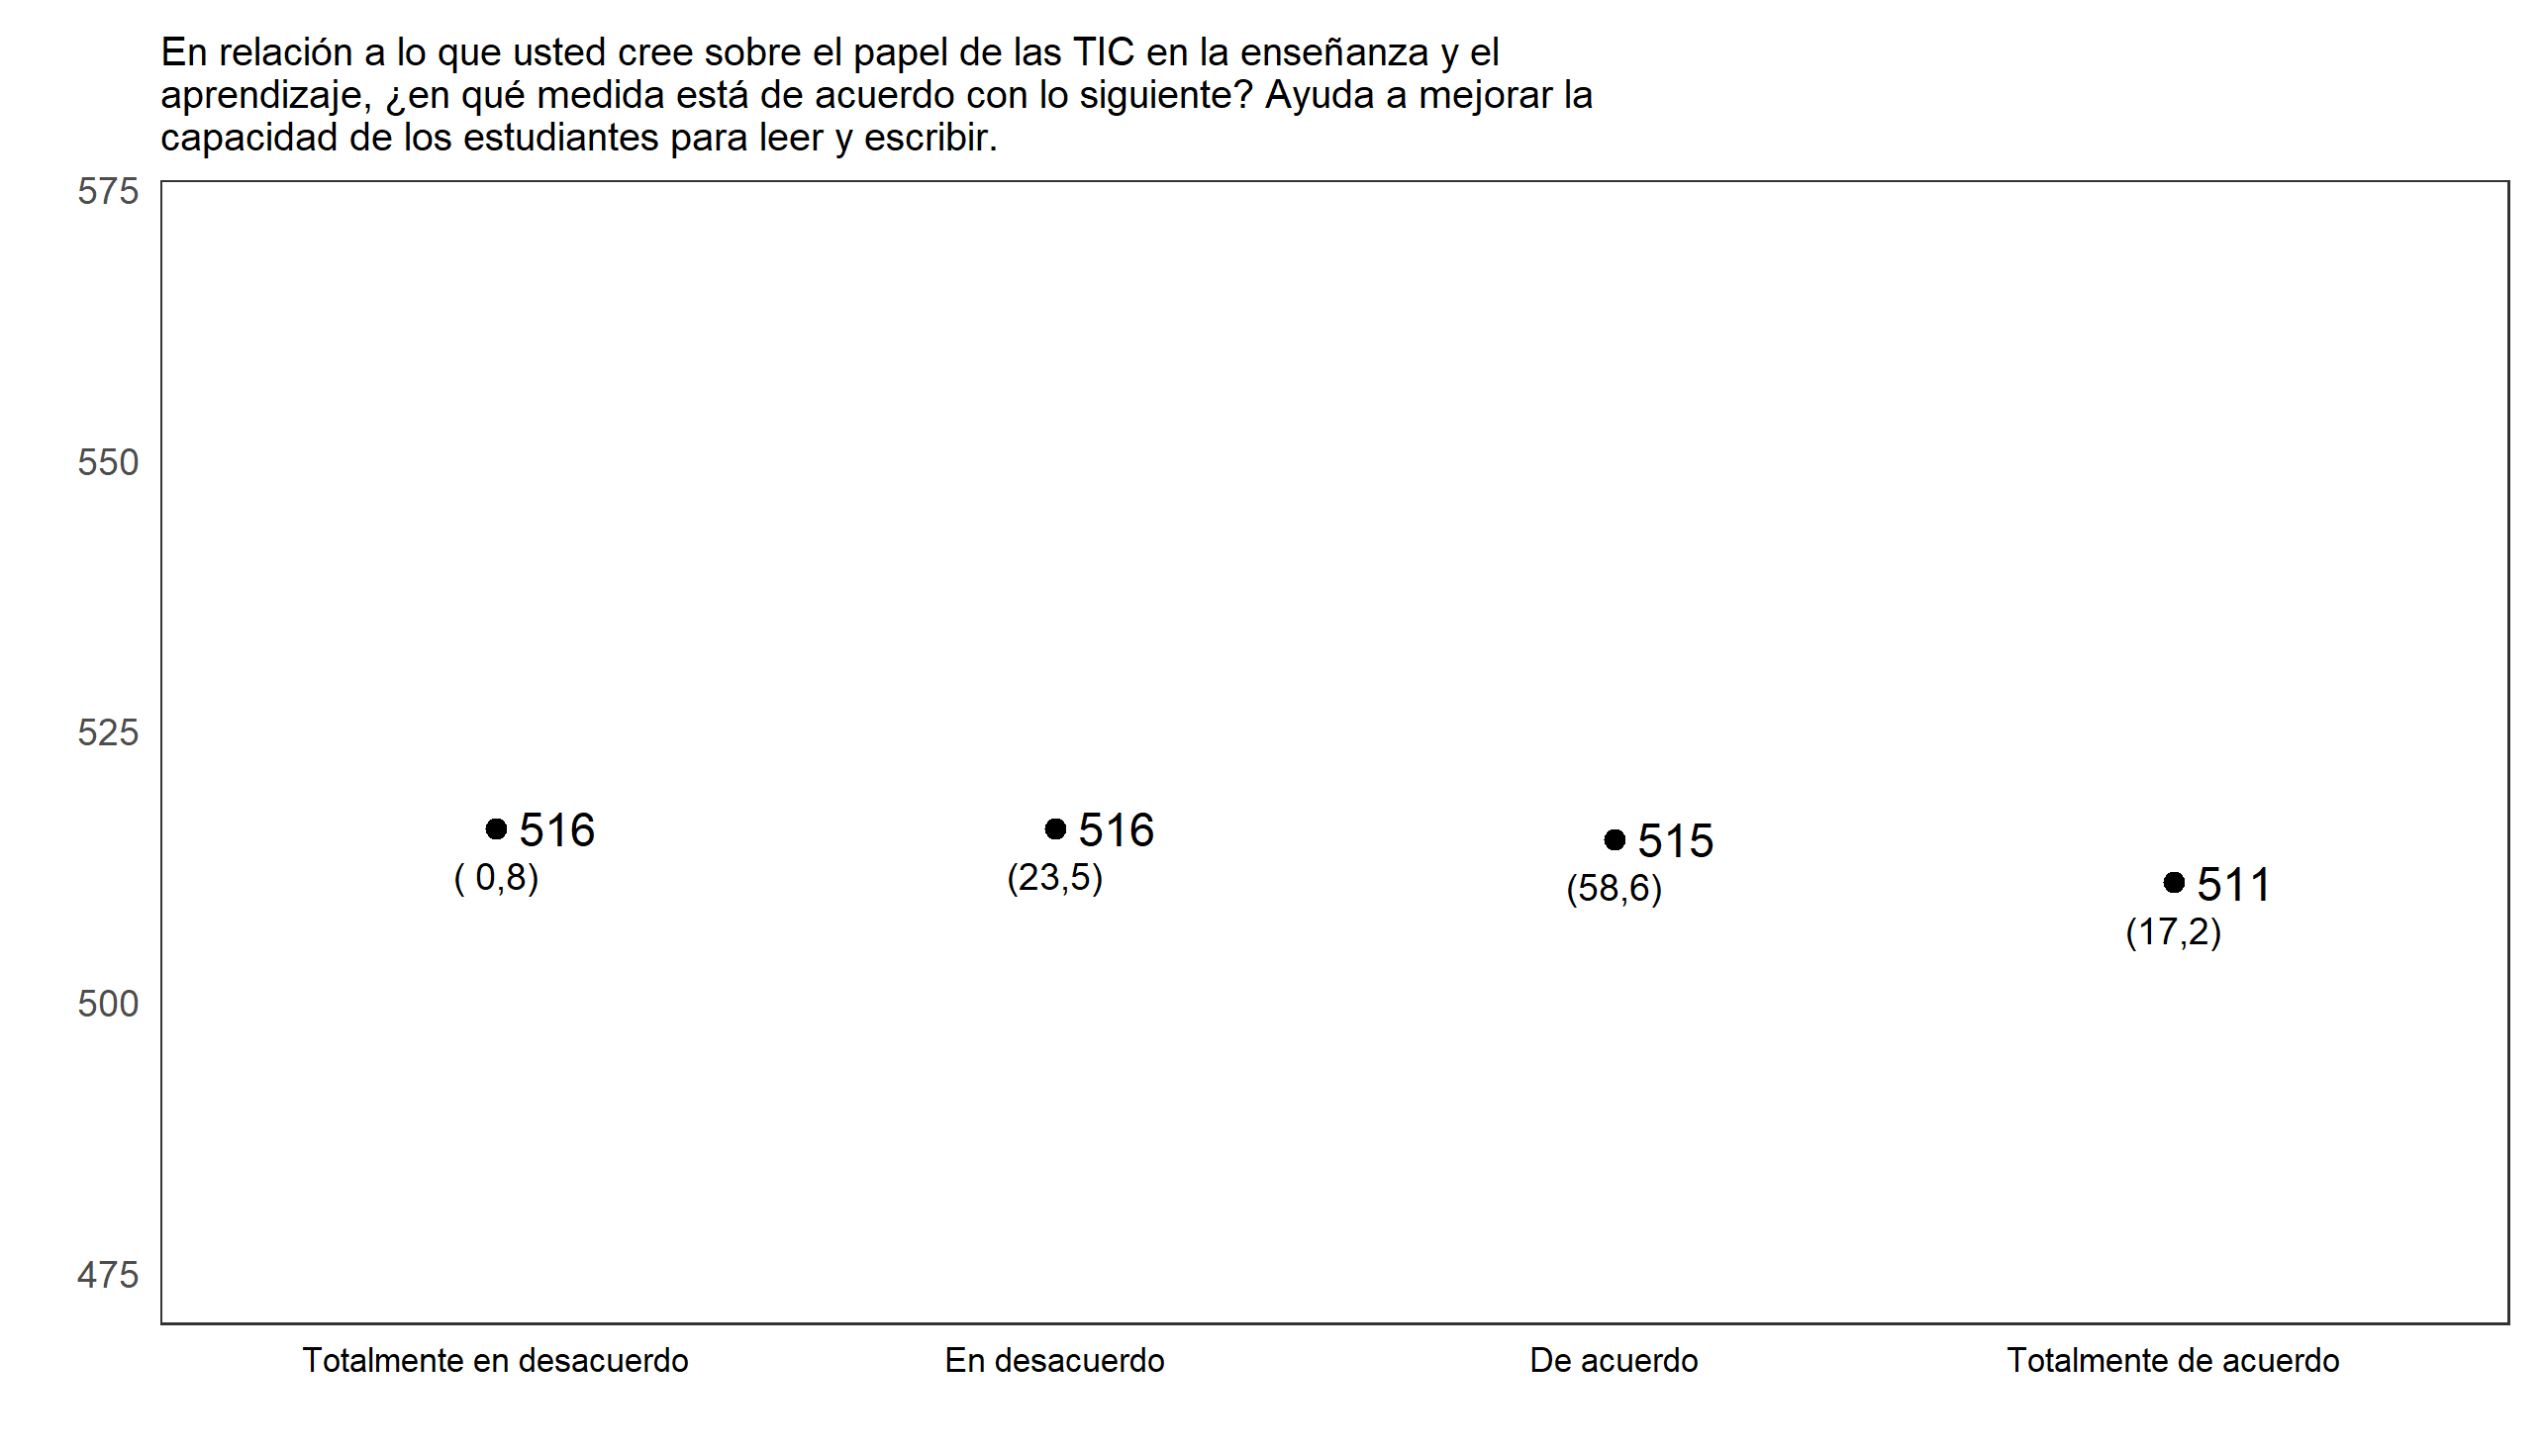 En relación a lo que usted cree sobre el papel de las TIC en la enseñanza y el
aprendizaje, ¿en qué medida está de acuerdo con lo siguiente? Ayuda a mejorar la
capacidad de los estudiantes para leer y escribir.
575
550
525
500
475
516
( 0,8)
516
(23,5)
515
(58,6)
511
(17,2)
Totalmente en desacuerdo
En desacuerdo
De acuerdo
Totalmente de acuerdo